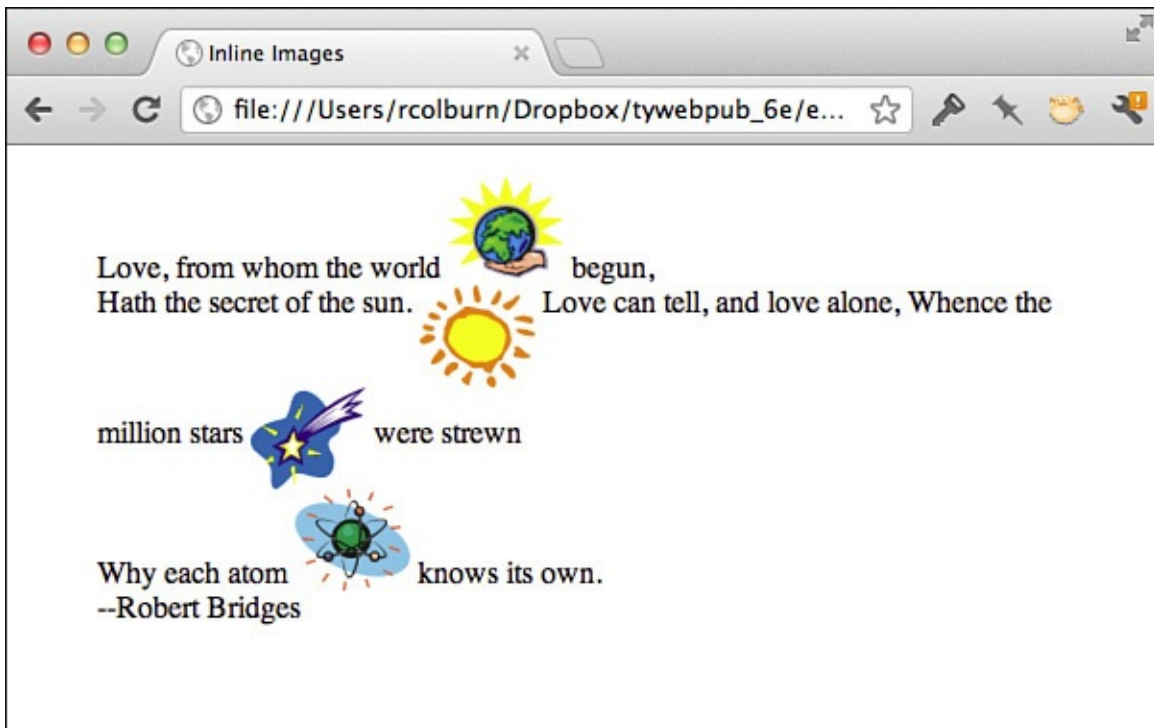 Inline Images
file:///Users/rcolburn/Dropbox/tywebpub_6e/e...
Love, from whom the world begun,
Hath the secret of the sun. Love can tell, and love alone, Whence the
million stars were strewn
Why each atom knows its own.
--Robert Bridges